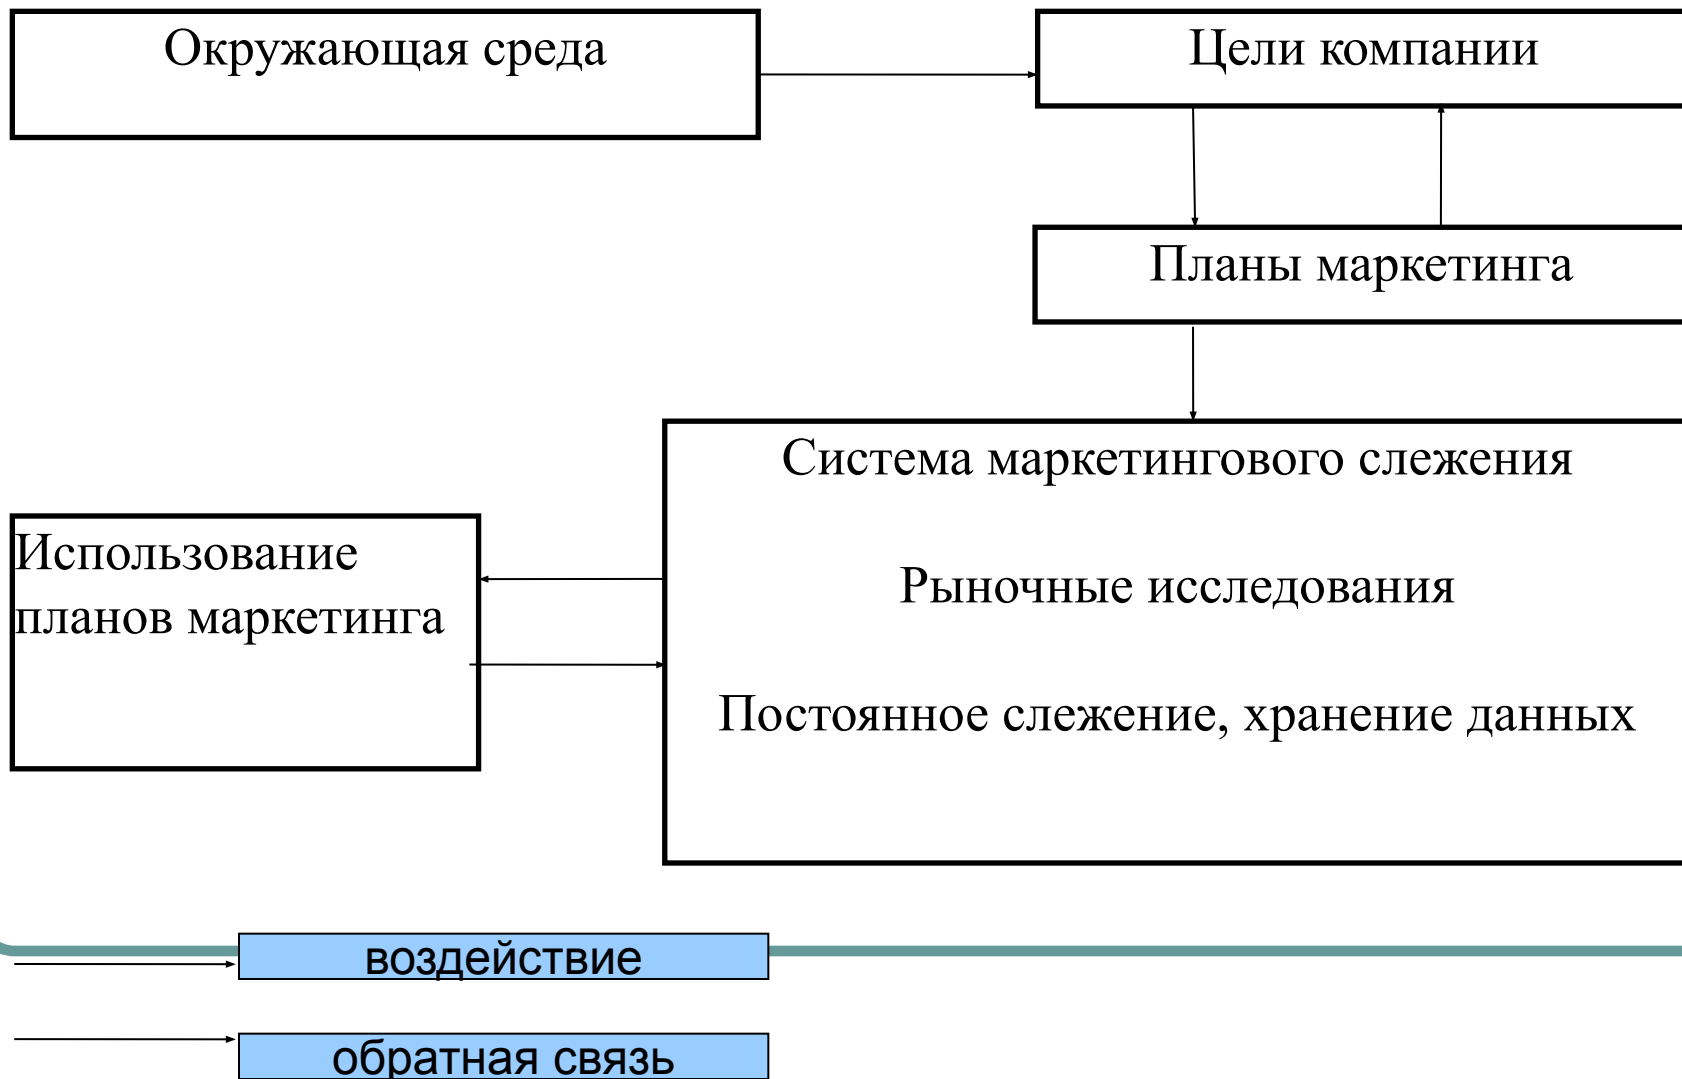 Окружающая среда
Цели компании
Планы маркетинга
Система маркетингового слежения
Рыночные исследования
Постоянное слежение, хранение данных
Использование
планов маркетинга
воздействие
обратная связь